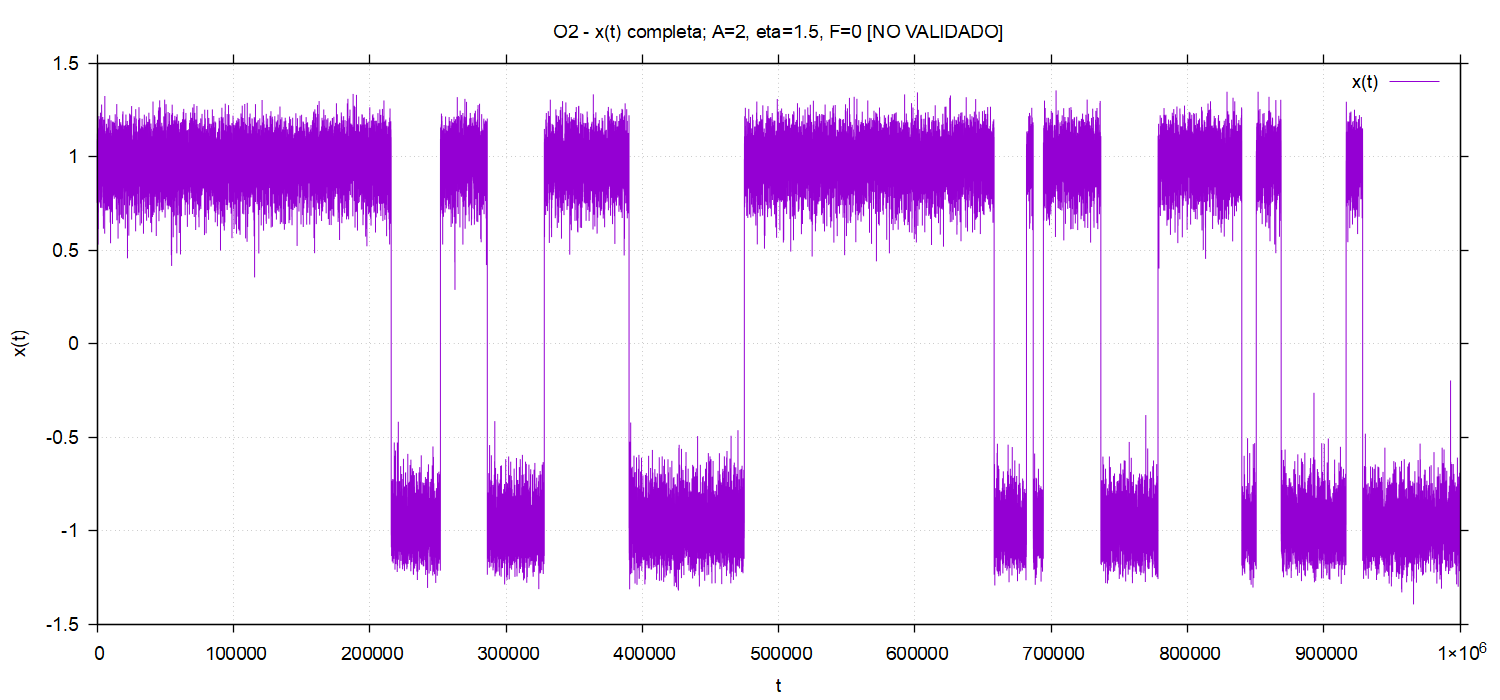 O2 - x(t) completa; A=2, eta=1.5, F=0 [NO VALIDADO]
x(t)
1.5
1
0.5
0
-0.5
-1
-1.5
x(t)
0 100000 200000 300000 400000 500000 600000 700000 800000 900000 1×10⁶
t